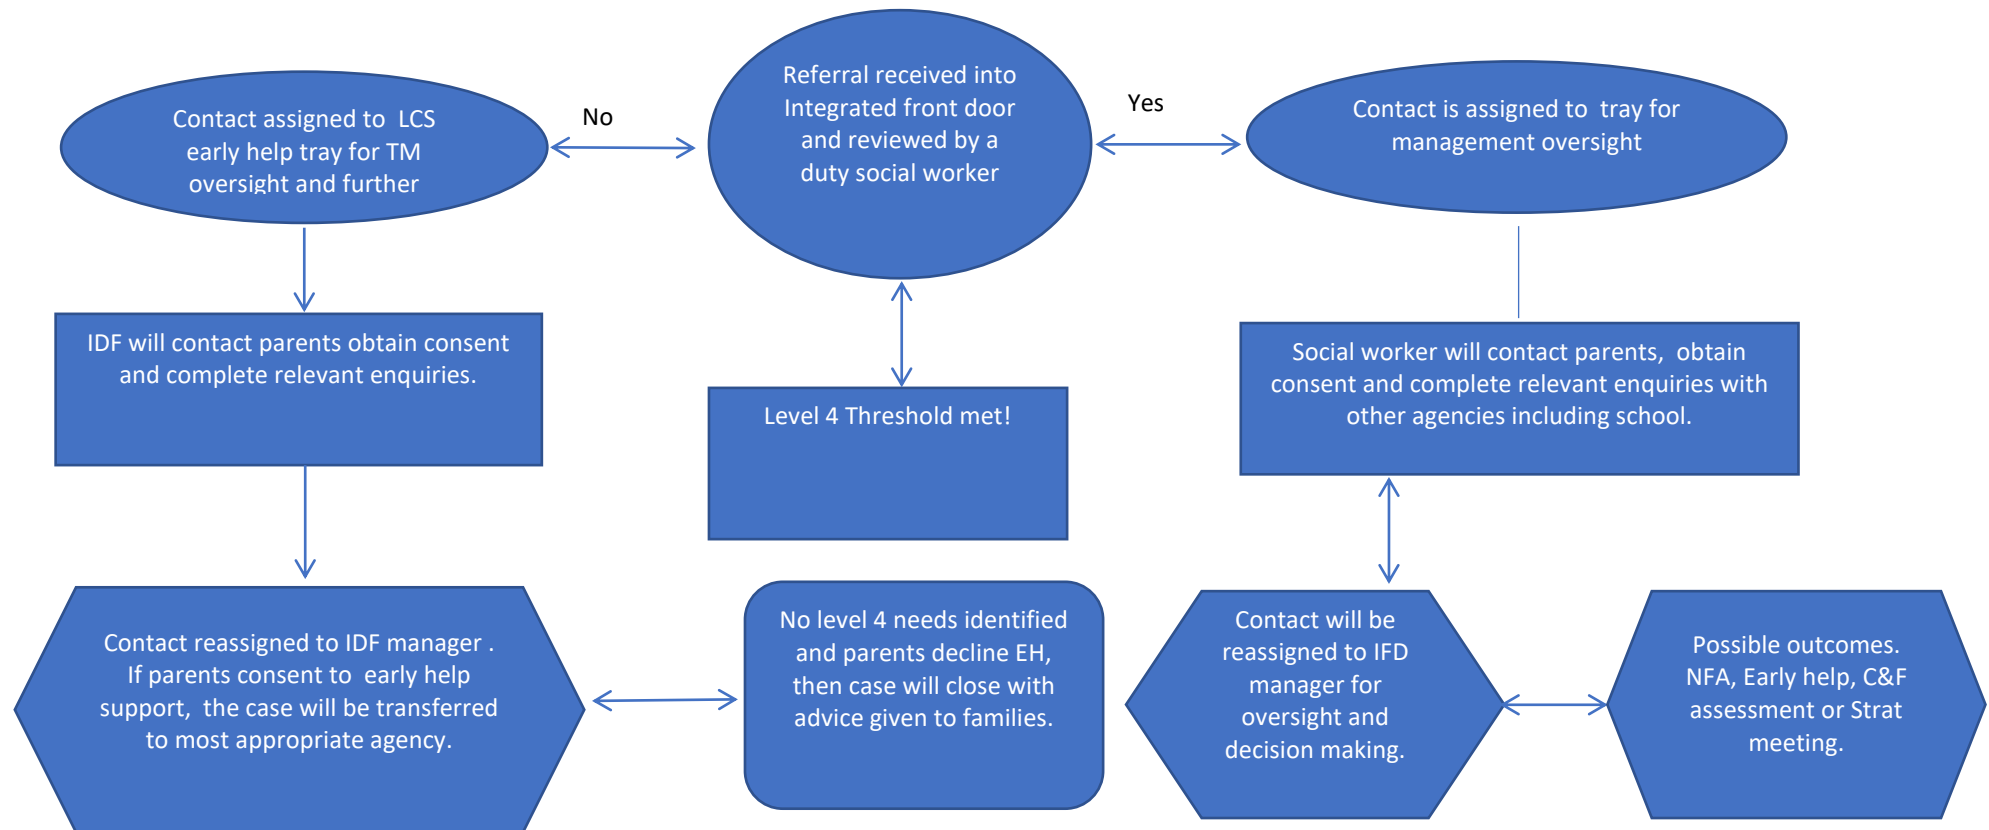 Contact assigned to LCS
early help tray for TM
oversight and further
No
Referral received into
Integrated front door
and reviewed by a
duty social worker
Yes
Contact is assigned to tray for
management oversight
IDF will contact parents obtain consent
and complete relevant enquiries.
Level 4 Threshold met!
Social worker will contact parents, obtain
consent and complete relevant enquiries with
other agencies including school.
Contact reassigned to IDF manager .
If parents consent to early help
support, the case will be transferred
to most appropriate agency.
No level 4 needs identified
and parents decline EH,
then case will close with
advice given to families.
Contact will be
reassigned to IFD
manager for
oversight and
decision making.
Possible outcomes.
NFA, Early help, C&F
assessment or Strat
meeting.